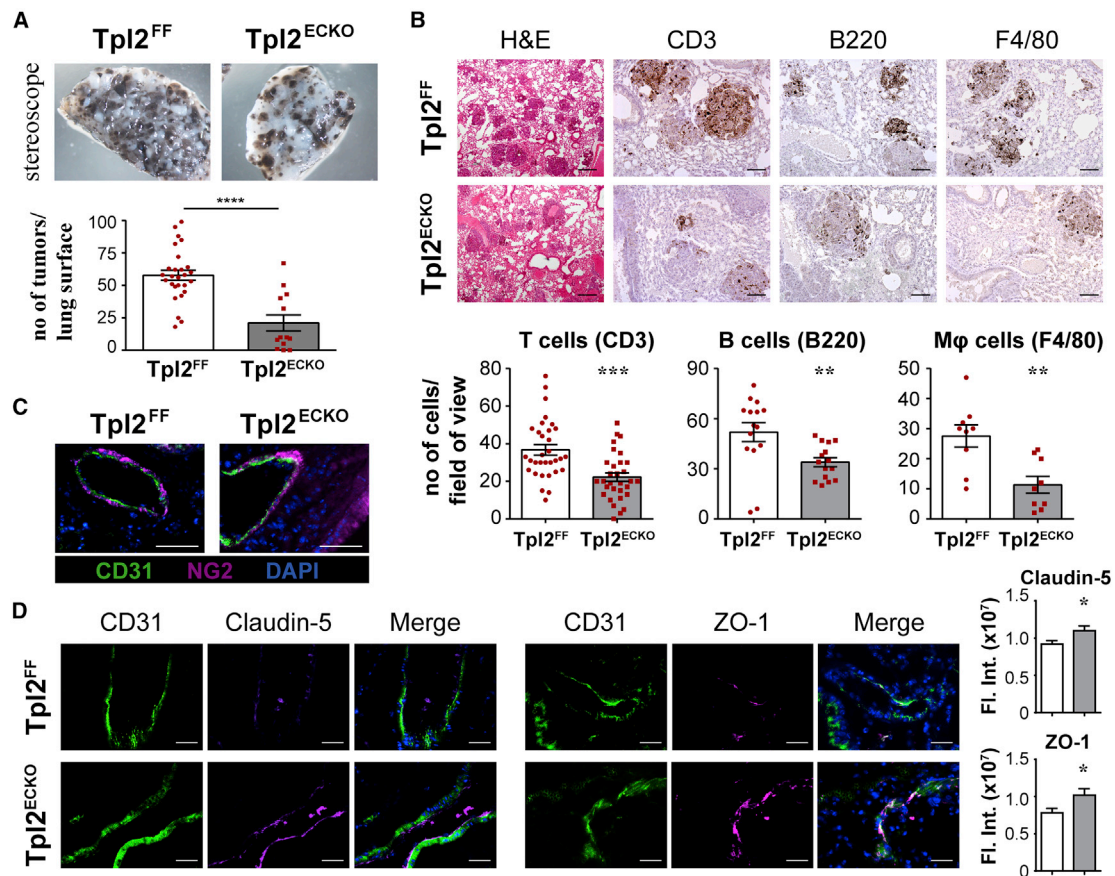 A
Tpl2FF Tpl2ECKO
stereoscope
****
no of tumors/
lung surface
100
75
50
25
0
Tpl2FF Tpl2ECKO
B
H&E CD3 B220 F4/80
Tpl2FF
Tpl2ECKO
T cells (CD3)
***
no of cells/
field of view
80
60
40
20
0
Tpl2FF Tpl2ECKO
B cells (B220)
**
90
60
30
0
Tpl2FF Tpl2ECKO
Mφ cells (F4/80)
**
50
40
30
20
10
0
Tpl2FF Tpl2ECKO
C
Tpl2FF Tpl2ECKO
CD31 NG2 DAPI
D
CD31 Claudin-5 Merge CD31 ZO-1 Merge
Tpl2FF
Tpl2ECKO
Claudin-5
*
Fl. Int. (x107)
1.5
1.0
0.5
0
ZO-1
*
Fl. Int. (x107)
1.5
1.0
0.5
0